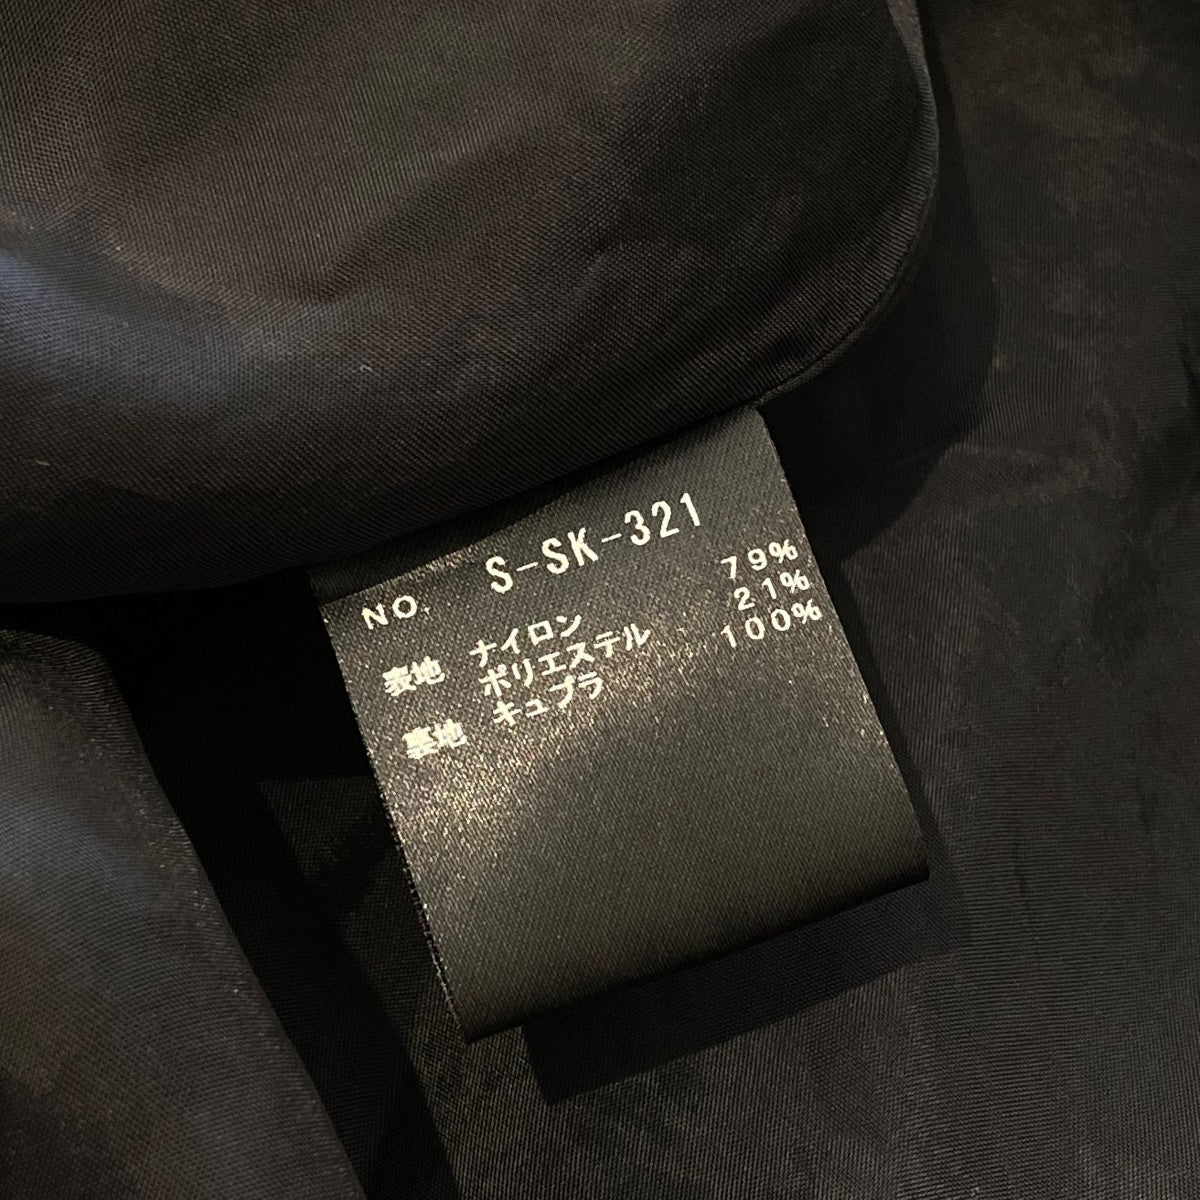 NO. S-SK-321
表地 ナイロン 79%
ポリエステル 21%
裏地 キュプラ 100%